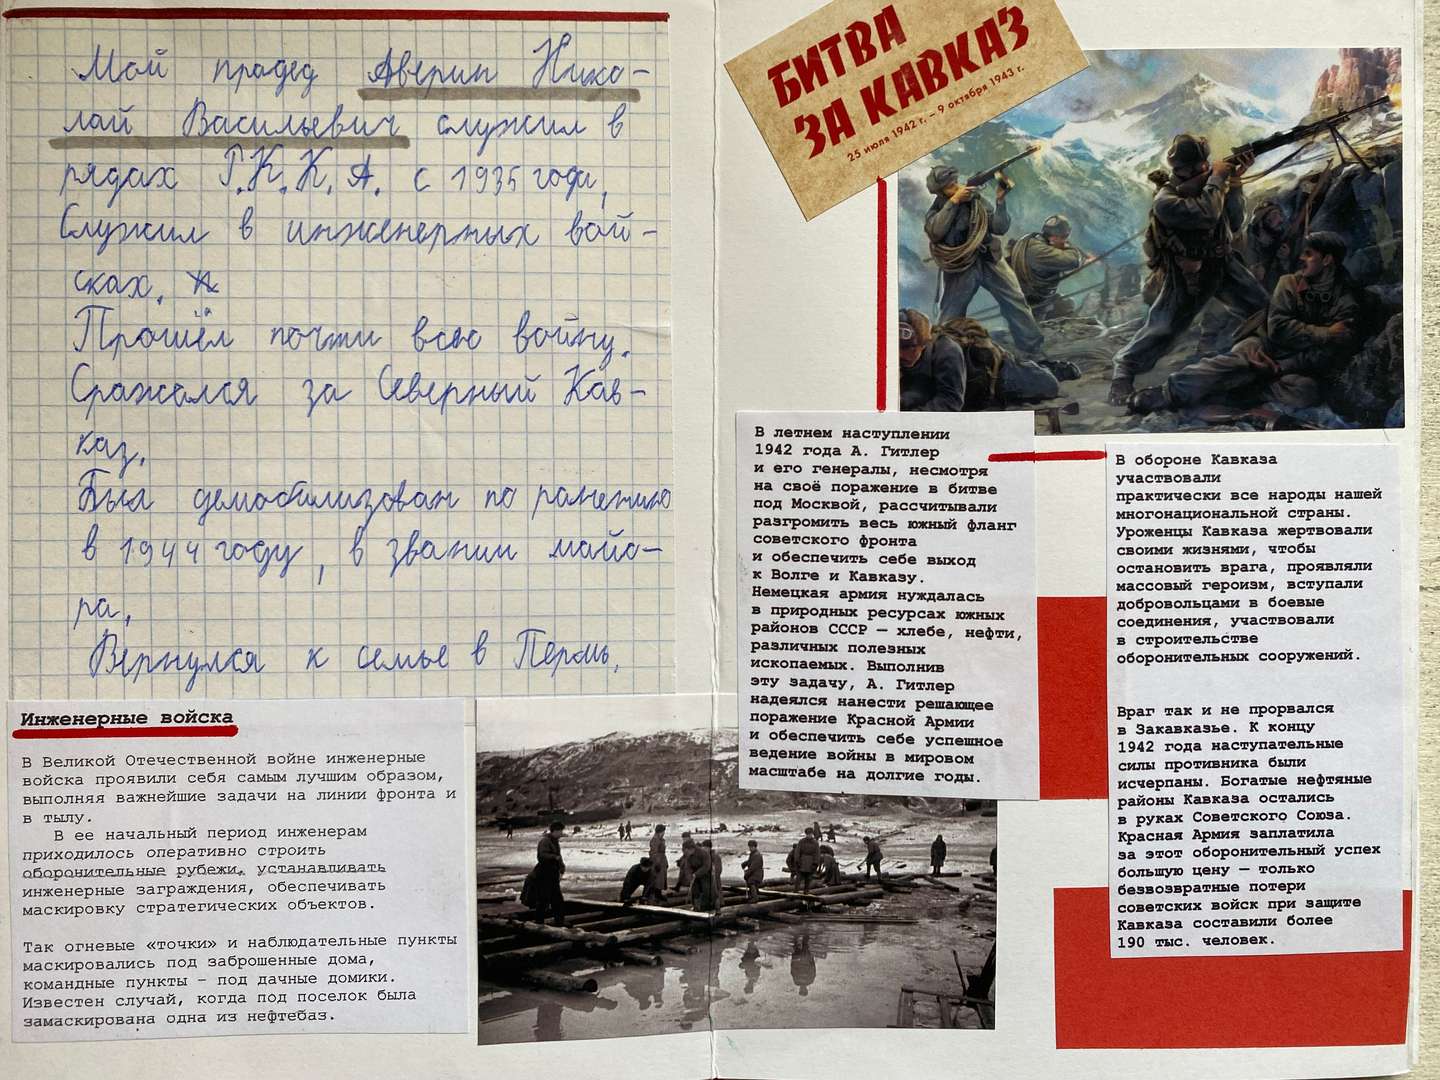 Мой прадед Аверин Нико-
лай Васильевич служил в
рядах Р.К.К.А. с 1935 года,
Служил в инженерных вой-
сках.
Прошёл почти всю войну.
Сражался за Северный Кав-
каз.
Был демобилизован по ранению
в 1944 году, в звании майо-
ра.
Вернулся к семье в Пермь.
Инженерные войска
В Великой Отечественной войне инженерные
войска проявили себя самым лучшим образом,
выполняя важнейшие задачи на линии фронта и
в тылу.
В ее начальный период инженерам
приходилось оперативно строить
оборонительные рубежи, устанавливать
инженерные заграждения, обеспечивать
маскировку стратегических объектов.
Так огневые «точки» и наблюдательные пункты
маскировались под заброшенные дома,
командные пункты – под дачные домики.
Известен случай, когда под поселок была
замаскирована одна из нефтебаз.
БИТВА
ЗА КАВКАЗ
25 июля 1942 г. – 9 октября 1943 г.
В летнем наступлении
1942 года А. Гитлер
и его генералы, несмотря
на своё поражение в битве
под Москвой, рассчитывали
разгромить весь южный фланг
советского фронта
и обеспечить себе выход
к Волге и Кавказу.
Немецкая армия нуждалась
в природных ресурсах южных
районов СССР — хлебе, нефти,
различных полезных
ископаемых. Выполнив
эту задачу, А. Гитлер
надеялся нанести решающее
поражение Красной Армии
и обеспечить себе успешное
ведение войны в мировом
масштабе на долгие годы.
В обороне Кавказа
участвовали
практически все народы нашей
многонациональной страны.
Уроженцы Кавказа жертвовали
своими жизнями, чтобы
остановить врага, проявляли
массовый героизм, вступали
добровольцами в боевые
соединения, участвовали
в строительстве
оборонительных сооружений.
Враг так и не прорвался
в Закавказье. К концу
1942 года наступательные
силы противника были
исчерпаны. Богатые нефтяные
районы Кавказа остались
в руках Советского Союза.
Красная Армия заплатила
за этот оборонительный успех
большую цену — только
безвозвратные потери
советских войск при защите
Кавказа составили более
190 тыс. человек.